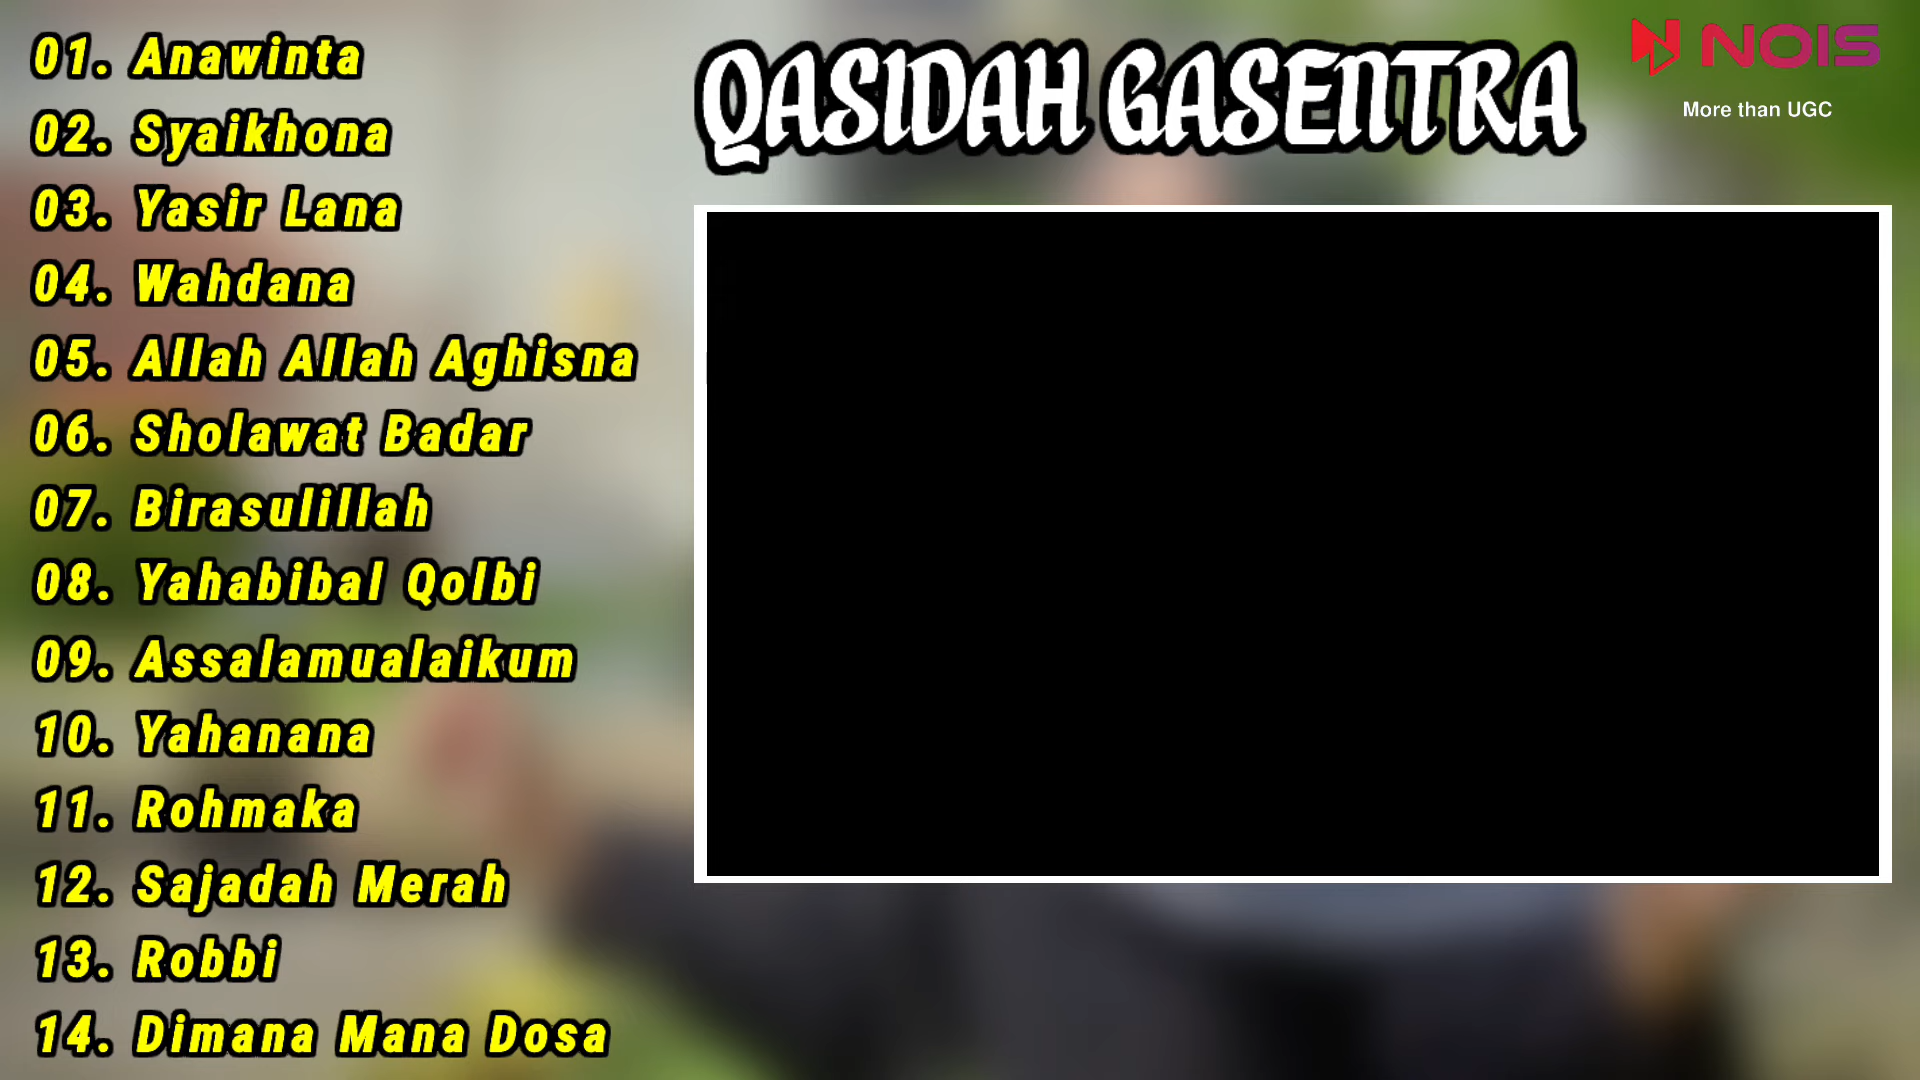 01. Anawinta
02. Syaikhona
03. Yasir Lana
04. Wahdana
05. Allah Allah Aghisna
06. Sholawat Badar
07. Birasulillah
08. Yahabibal Qolbi
09. Assalamualaikum
10. Yahanana
11. Rohmaka
12. Sajadah Merah
13. Robbi
14. Dimana Mana Dosa
QASIDAH GASENTRA
NOIS
More than UGC